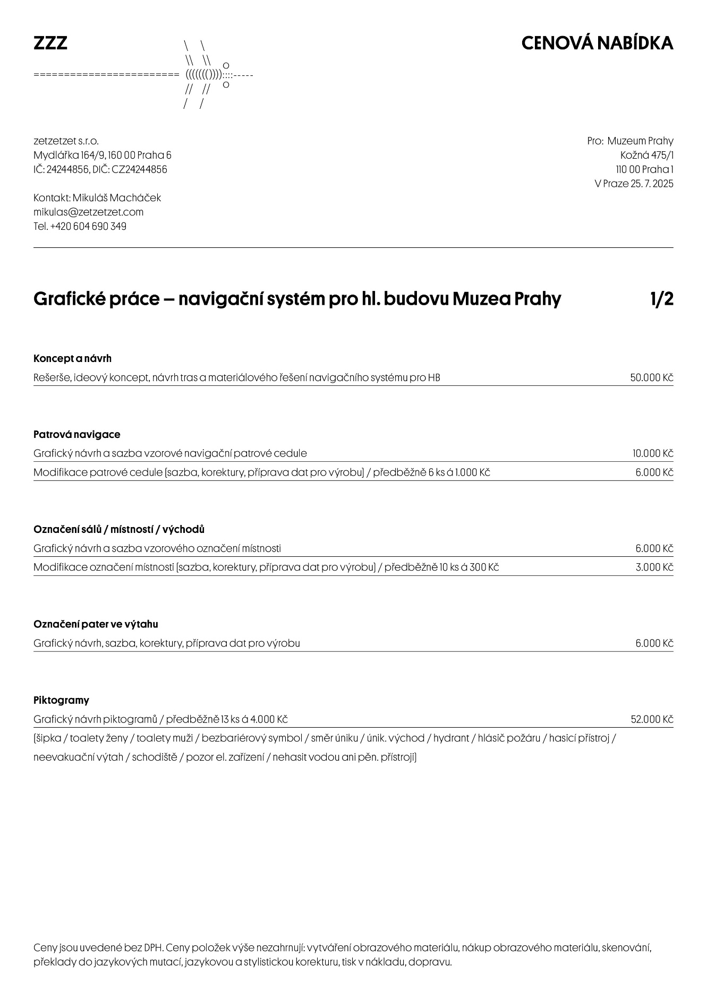 ZZZ
CENOVÁ NABÍDKA
\ \
\\ \\
O
======================== ((((((())))::::-----
O
// //
/ /
zetzetzet s.r.o.
Mydlářka 164/9, 160 00 Praha 6
IČ: 24244856, DIČ: CZ24244856
Kontakt: Mikuláš Macháček
mikulas@zetzetzet.com
Tel. +420 604 690 349
Pro: Muzeum Prahy
Kožná 475/1
110 00 Praha 1
V Praze 25. 7. 2025
Grafické práce – navigační systém pro hl. budovu Muzea Prahy 1/2
Koncept a návrh
Rešerše, ideový koncept, návrh tras a materiálového řešení navigačního systému pro HB 50.000 Kč
Patrová navigace
Grafický návrh a sazba vzorové navigační patrové cedule 10.000 Kč
Modifikace patrové cedule (sazba, korektury, příprava dat pro výrobu) / předběžně 6 ks á 1.000 Kč 6.000 Kč
Označení sálů / místností / východů
Grafický návrh a sazba vzorového označení místnosti 6.000 Kč
Modifikace označení místnosti (sazba, korektury, příprava dat pro výrobu) / předběžně 10 ks á 300 Kč 3.000 Kč
Označení pater ve výtahu
Grafický návrh, sazba, korektury, příprava dat pro výrobu 6.000 Kč
Piktogramy
Grafický návrh piktogramů / předběžně 13 ks á 4.000 Kč 52.000 Kč
(šipka / toalety ženy / toalety muži / bezbariérový symbol / směr úniku / únik. východ / hydrant / hlásič požáru / hasicí přístroj /
neevakuační výtah / schodiště / pozor el. zařízení / nehasit vodou ani pěn. přístroji)
Ceny jsou uvedené bez DPH. Ceny položek výše nezahrnují: vytváření obrazového materiálu, nákup obrazového materiálu, skenování,
překlady do jazykových mutací, jazykovou a stylistickou korekturu, tisk v nákladu, dopravu.